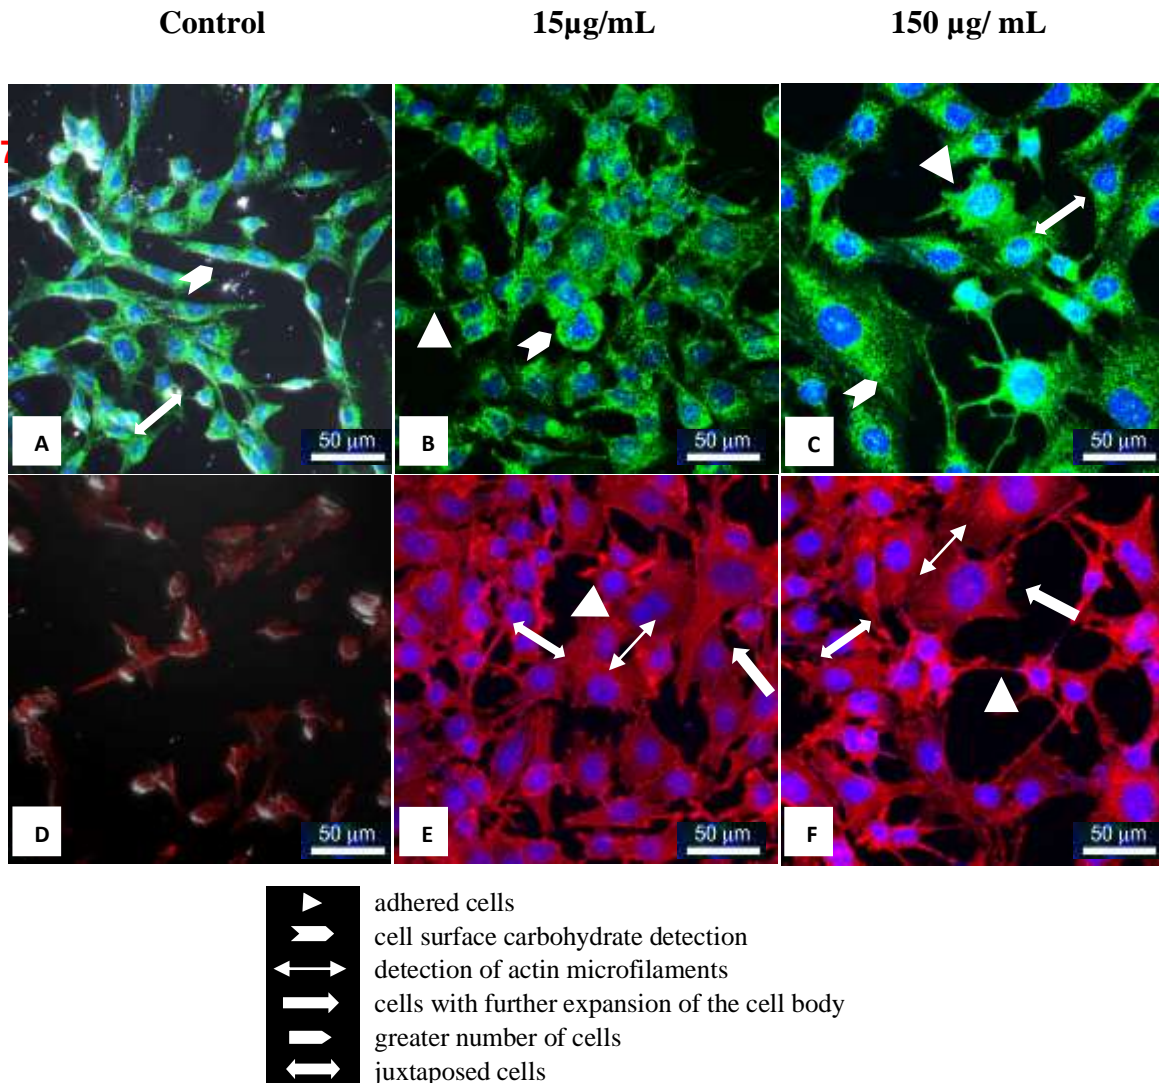 Control 15µg/mL 150 µg/ mL
7
A 50 µm B 50 µm C 50 µm
D 50 µm E 50 µm F 50 µm
adhered cells
cell surface carbohydrate detection
detection of actin microfilaments
cells with further expansion of the cell body
greater number of cells
juxtaposed cells